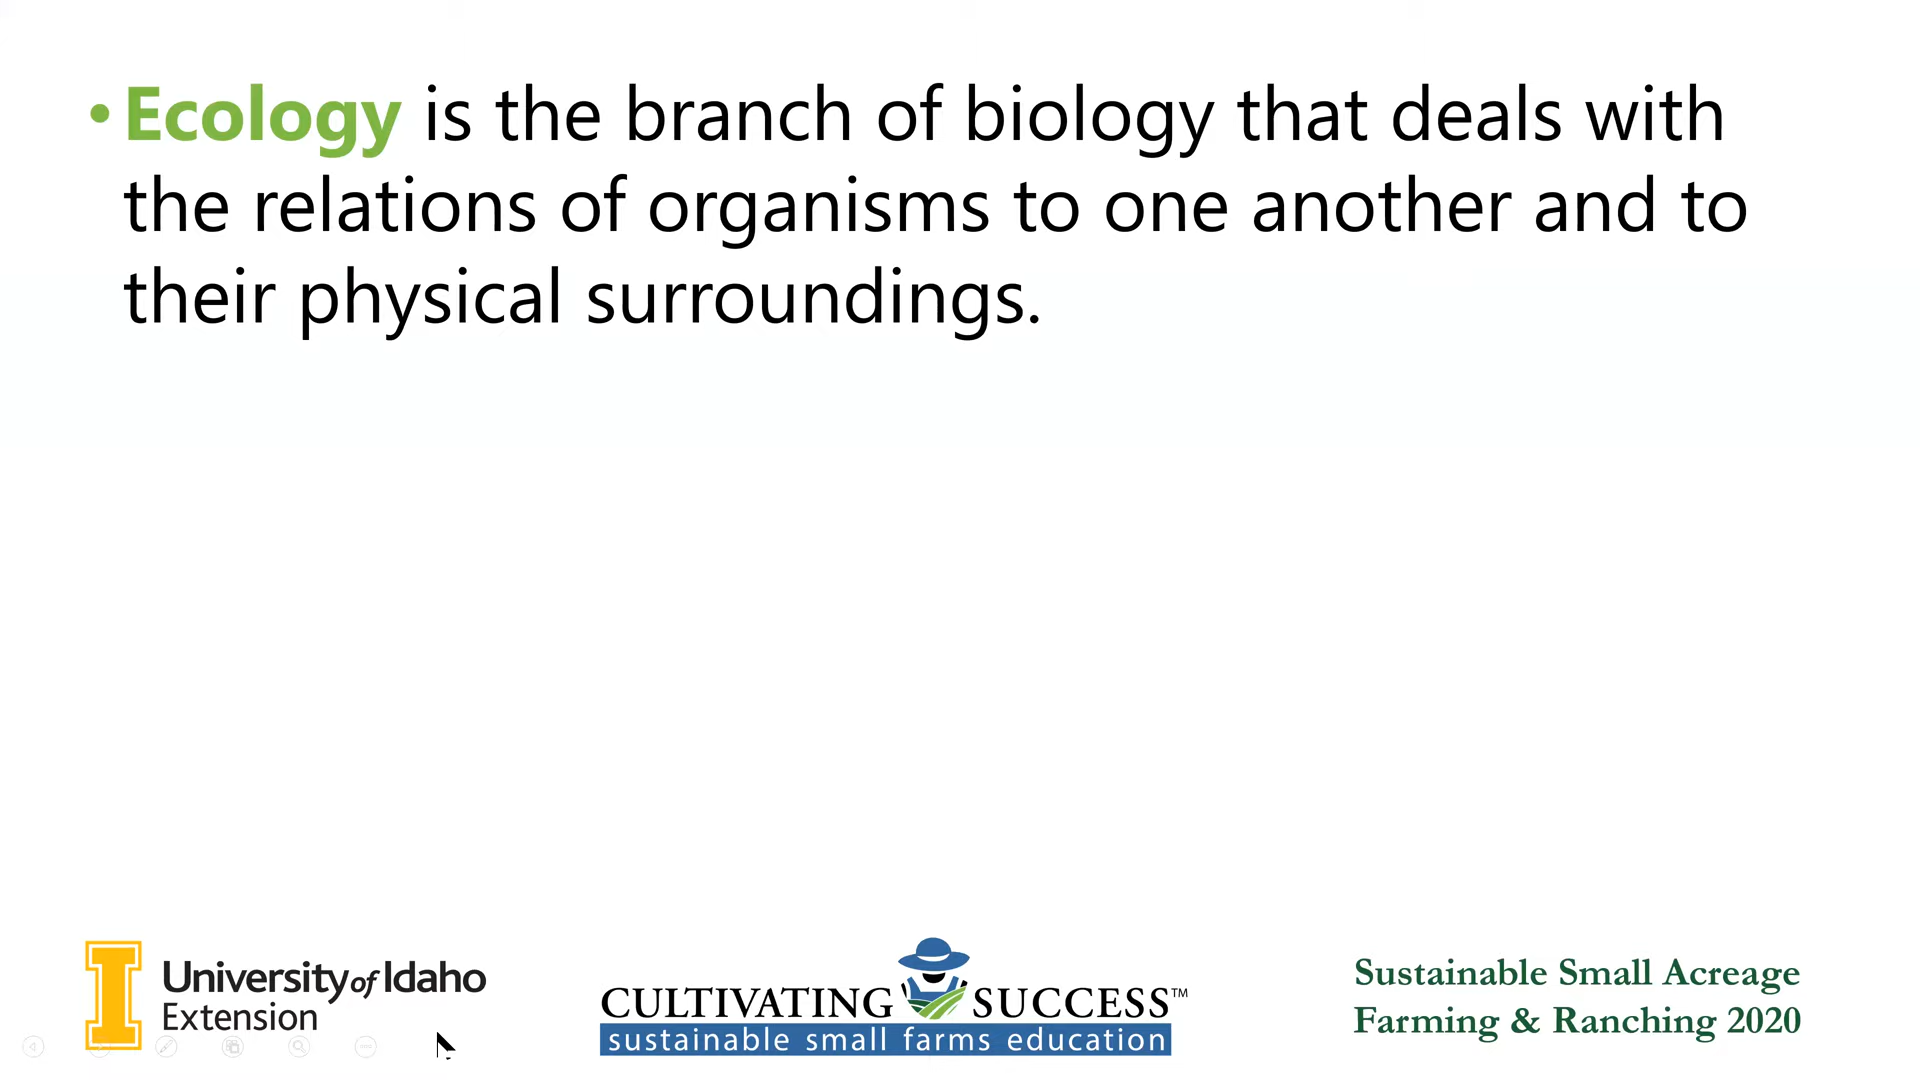 •Ecology is the branch of biology that deals with
the relations of organisms to one another and to
their physical surroundings.
University of Idaho
Extension
CULTIVATING SUCCESS™
sustainable small farms education
Sustainable Small Acreage
Farming & Ranching 2020